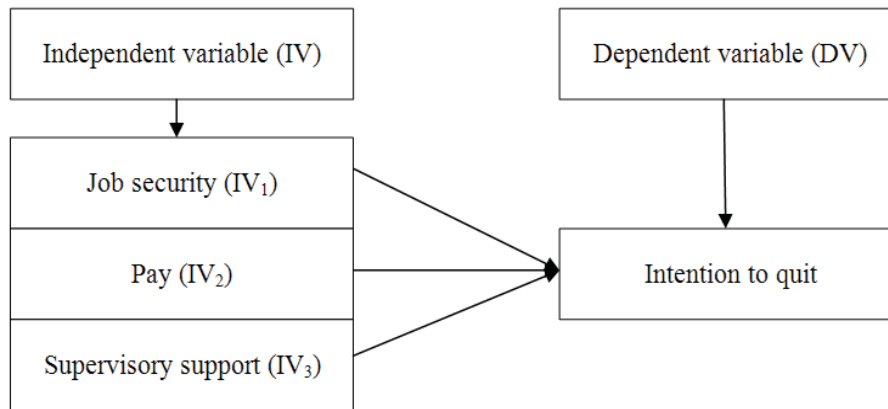 Independent variable (IV)
Dependent variable (DV)
Job security (IV₁)
Pay (IV₂)
Intention to quit
Supervisory support (IV₃)